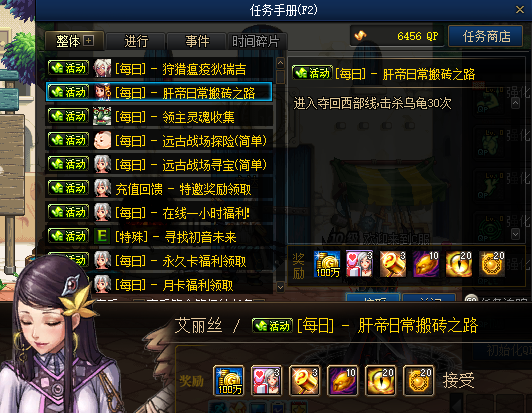 任务手册(F2)
整体 进行 事件 时间碎片
6456 QP 任务商店
活动 [每日] - 狩猎瘟疫狄瑞吉
活动 [每日] - 肝帝日常搬砖之路
活动 [每日] - 领主灵魂收集
活动 [每日] - 远古战场探险(简单)
活动 [每日] - 远古战场寻宝(简单)
活动 充值回馈 - 特邀奖励领取
活动 [每日] - 在线一小时福利!
活动 E [特殊] - 寻找初音未来
活动 [每日] - 永久卡福利领取
活动 [每日] - 月卡福利领取
活动 [每日] - 肝帝日常搬砖之路
进入夺回西部线,击杀乌龟30次
奖励 100万 3 3 10 20 20
艾丽丝 / 活动 [每日] - 肝帝日常搬砖之路
奖励 100万 3 3 10 20 20 接受